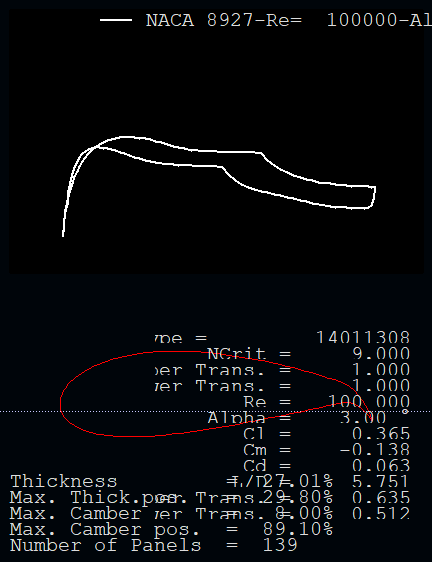 NACA 8927-Re= 100000-Al
ype = 14011308
NCrit = 9.000
per Trans. = 1.000
wer Trans. = 1.000
Re = 100 000
Alpha = 3.00 °
Cl = 0.365
Cm = -0.138
Cd = 0.063
Thickness = 27.01% L/D = 5.751
Max. Thick.pos. = 29.80% per Trans. = 0.635
Max. Camber = 8.00% wer Trans. = 0.512
Max. Camber pos. = 89.10%
Number of Panels = 139